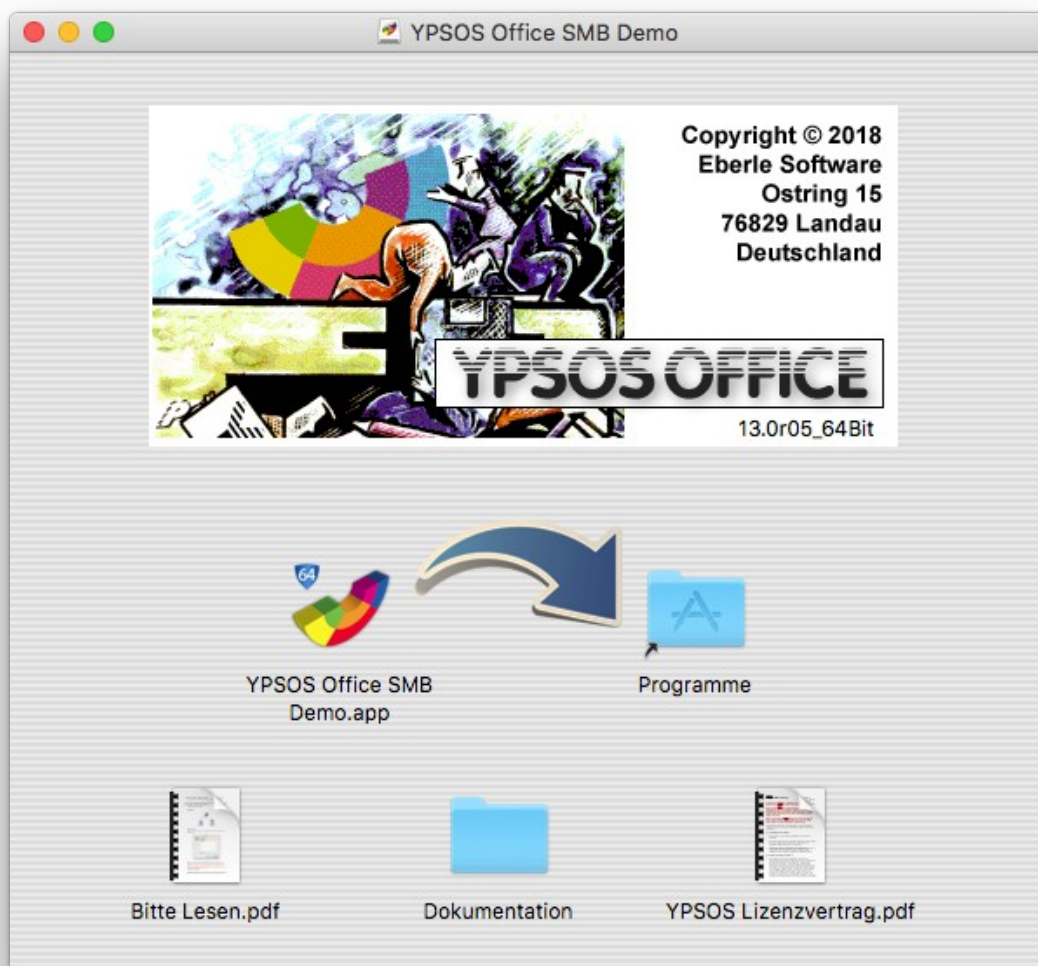 YPSOS Office SMB Demo
Copyright © 2018
Eberle Software
Ostring 15
76829 Landau
Deutschland
YPSOS OFFICE
13.0r05_64Bit
64
YPSOS Office SMB
Demo.app
Programme
Bitte Lesen.pdf
Dokumentation
YPSOS Lizenzvertrag.pdf